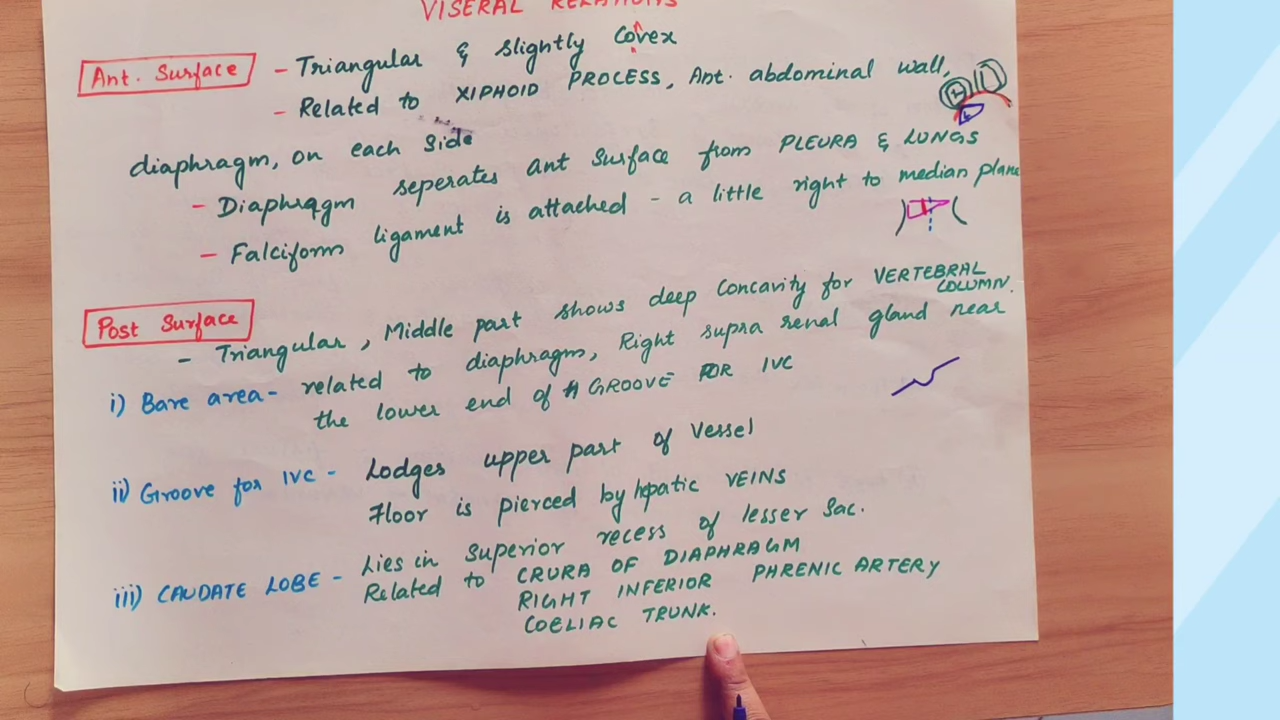 VISERAL RELATIONS
Ant. Surface - Triangular & slightly Covex
- Related to XIPHOID PROCESS, Ant. abdominal wall,
diaphragm, on each side
- Diaphragm seperates ant surface from PLEURA & LUNGS
- Falciform ligament is attached - a little right to median plane
Post Surface
- Triangular, Middle part shows deep Concavity for VERTEBRAL
COLUMN.
i) Bare area - related to diaphragm, Right supra renal gland near
the lower end of GROOVE FOR IVC
ii) Groove for IVC - Lodges upper part of vessel
Floor is pierced by hepatic VEINS
iii) CAUDATE LOBE - Lies in superior recess of lesser sac.
Related to CRURA OF DIAPHRAGM
RIGHT INFERIOR PHRENIC ARTERY
COELIAC TRUNK.